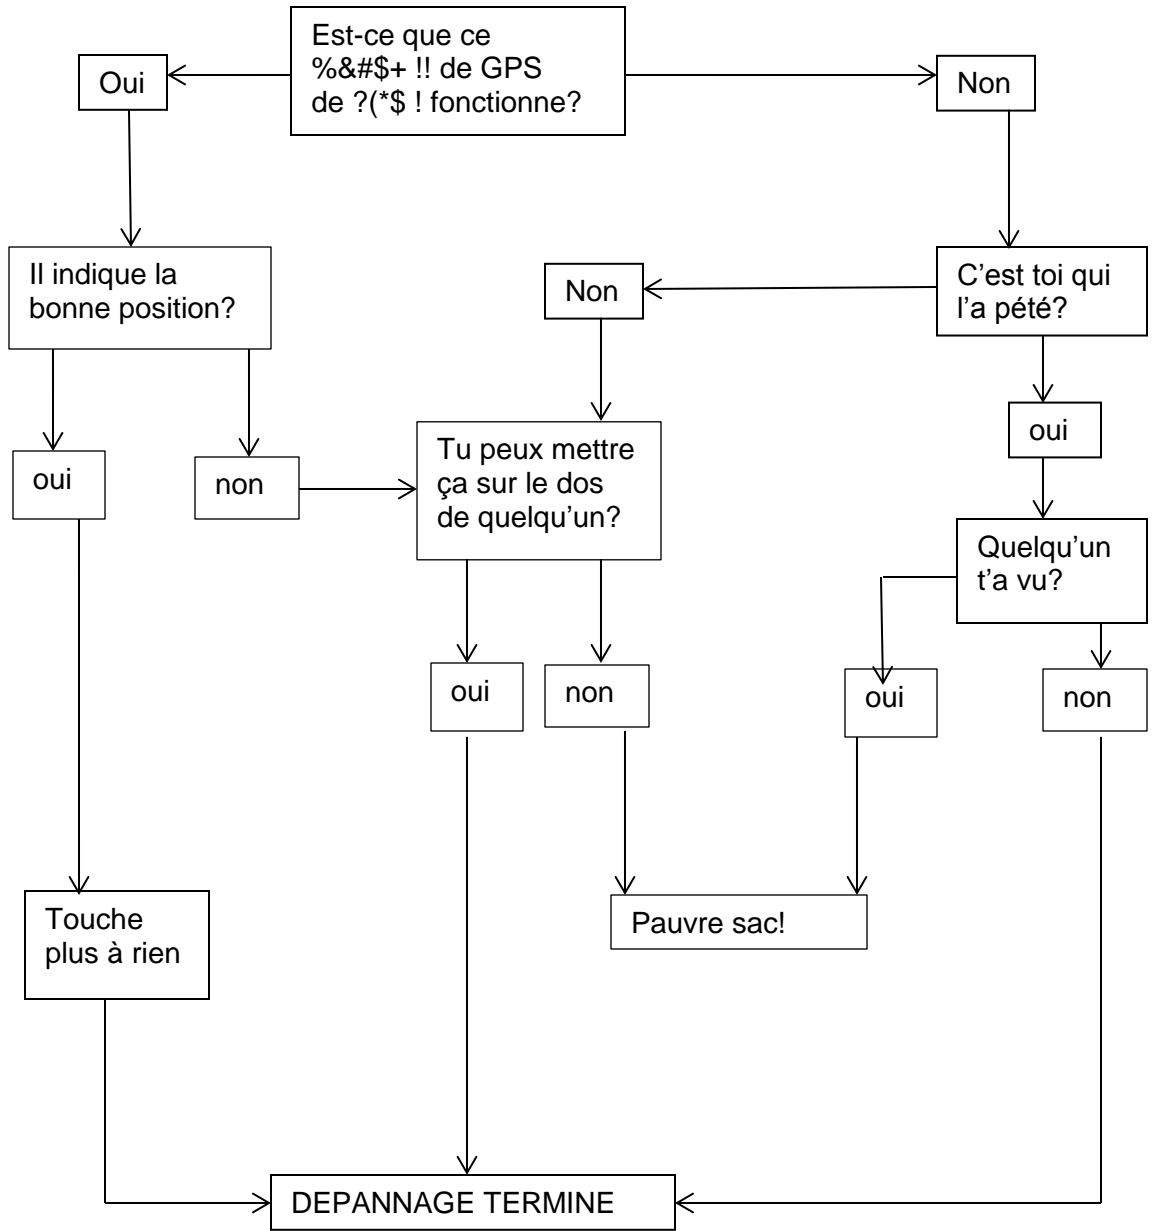 Est-ce que ce
%&#$+ !! de GPS
de ?(*$ ! fonctionne?
Oui
Non
Il indique la
bonne position?
Non
C’est toi qui
l’a pété?
oui
non
Tu peux mettre
ça sur le dos
de quelqu’un?
oui
Quelqu’un
t’a vu?
oui
non
oui
non
Touche
plus à rien
Pauvre sac!
DEPANNAGE TERMINE